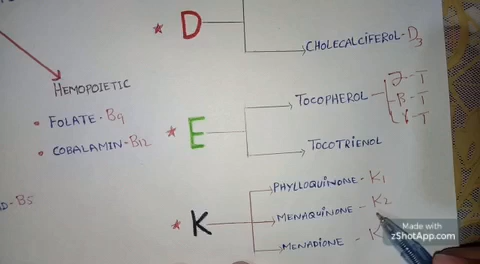 D
CHOLECALCIFEROL - D3
HEMOPOIETIC
• FOLATE - B9
• COBALAMIN - B12
B5
E
TOCOPHEROL
T
β - T
γ - T
TOCOTRIENOL
K
PHYLLOQUINONE - K1
MENAQUINONE - K2
MENADIONE - K
Made with
zShotApp.com